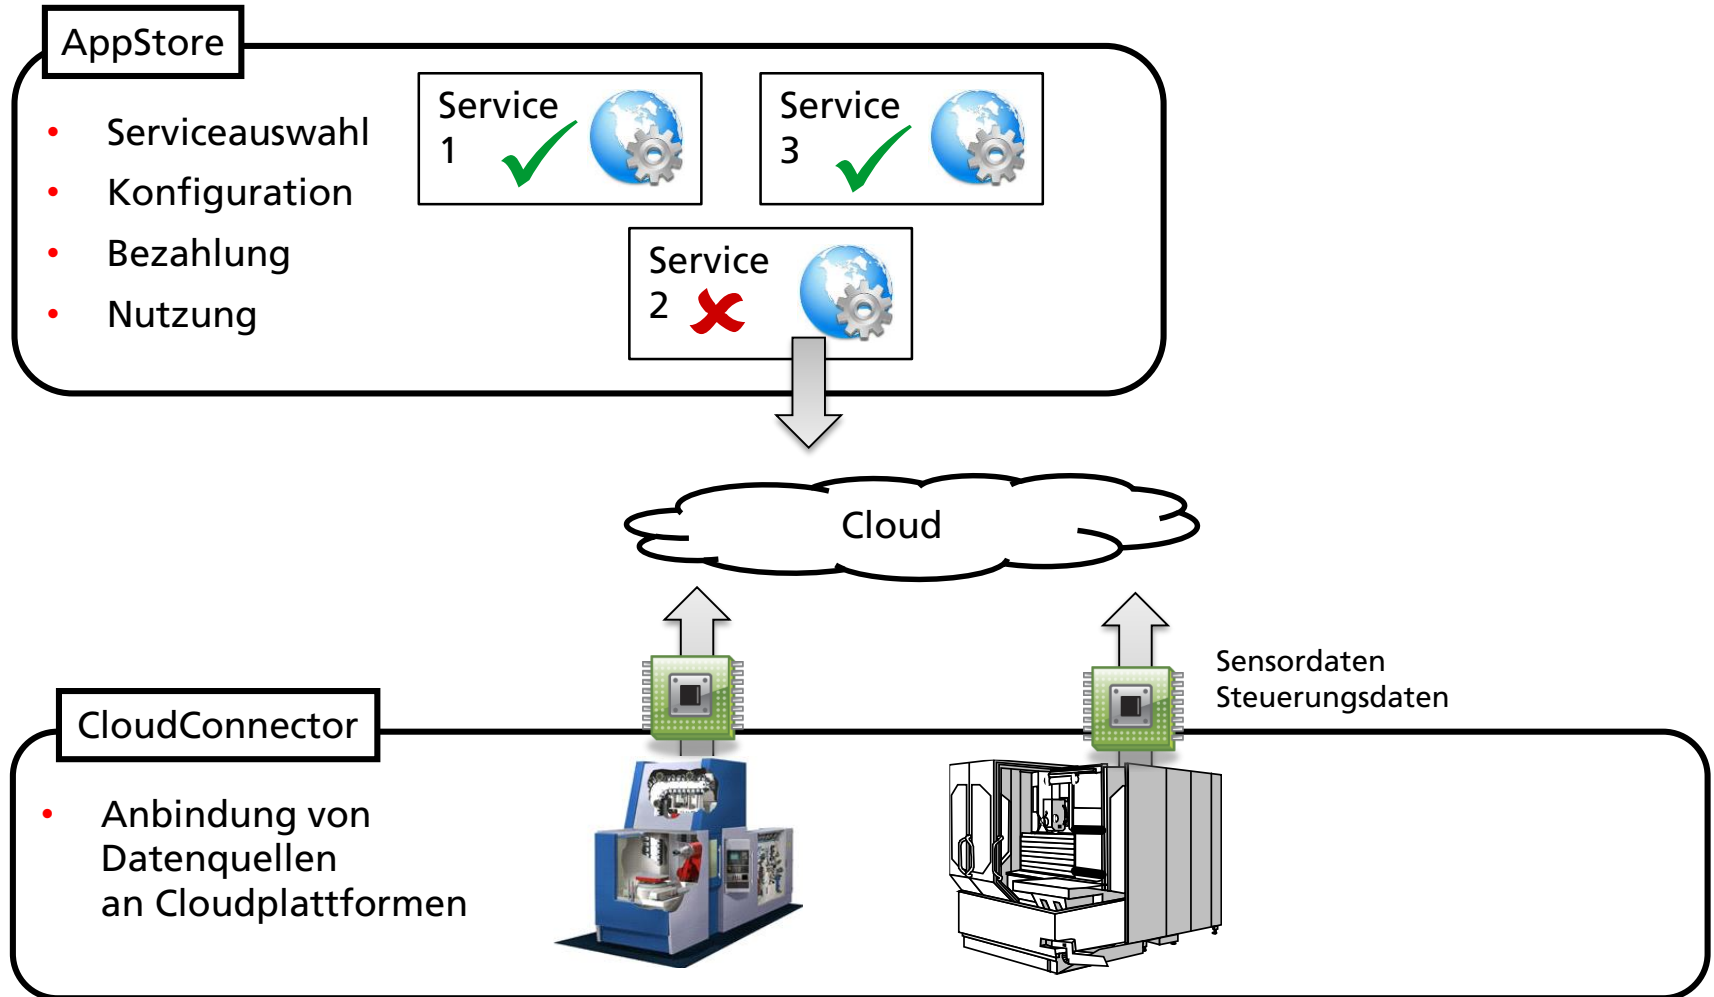 AppStore
• Serviceauswahl
• Konfiguration
• Bezahlung
• Nutzung
Service
1
Service
3
Service
2
Cloud
Sensordaten
Steuerungsdaten
CloudConnector
• Anbindung von
Datenquellen
an Cloudplattformen